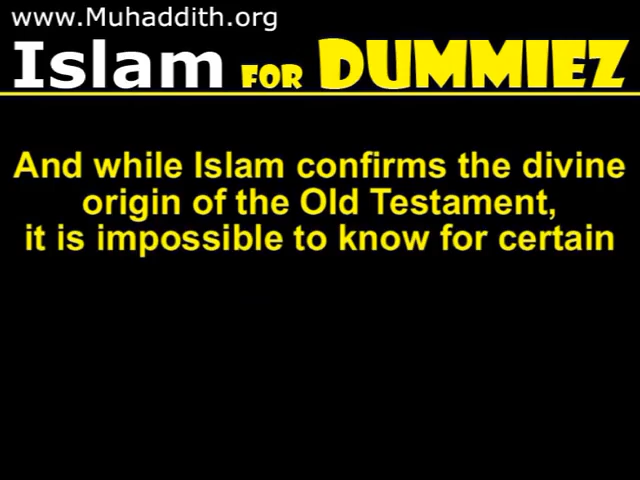 www.Muhaddith.org
Islam FOR DUMMIEZ
And while Islam confirms the divine
origin of the Old Testament,
it is impossible to know for certain